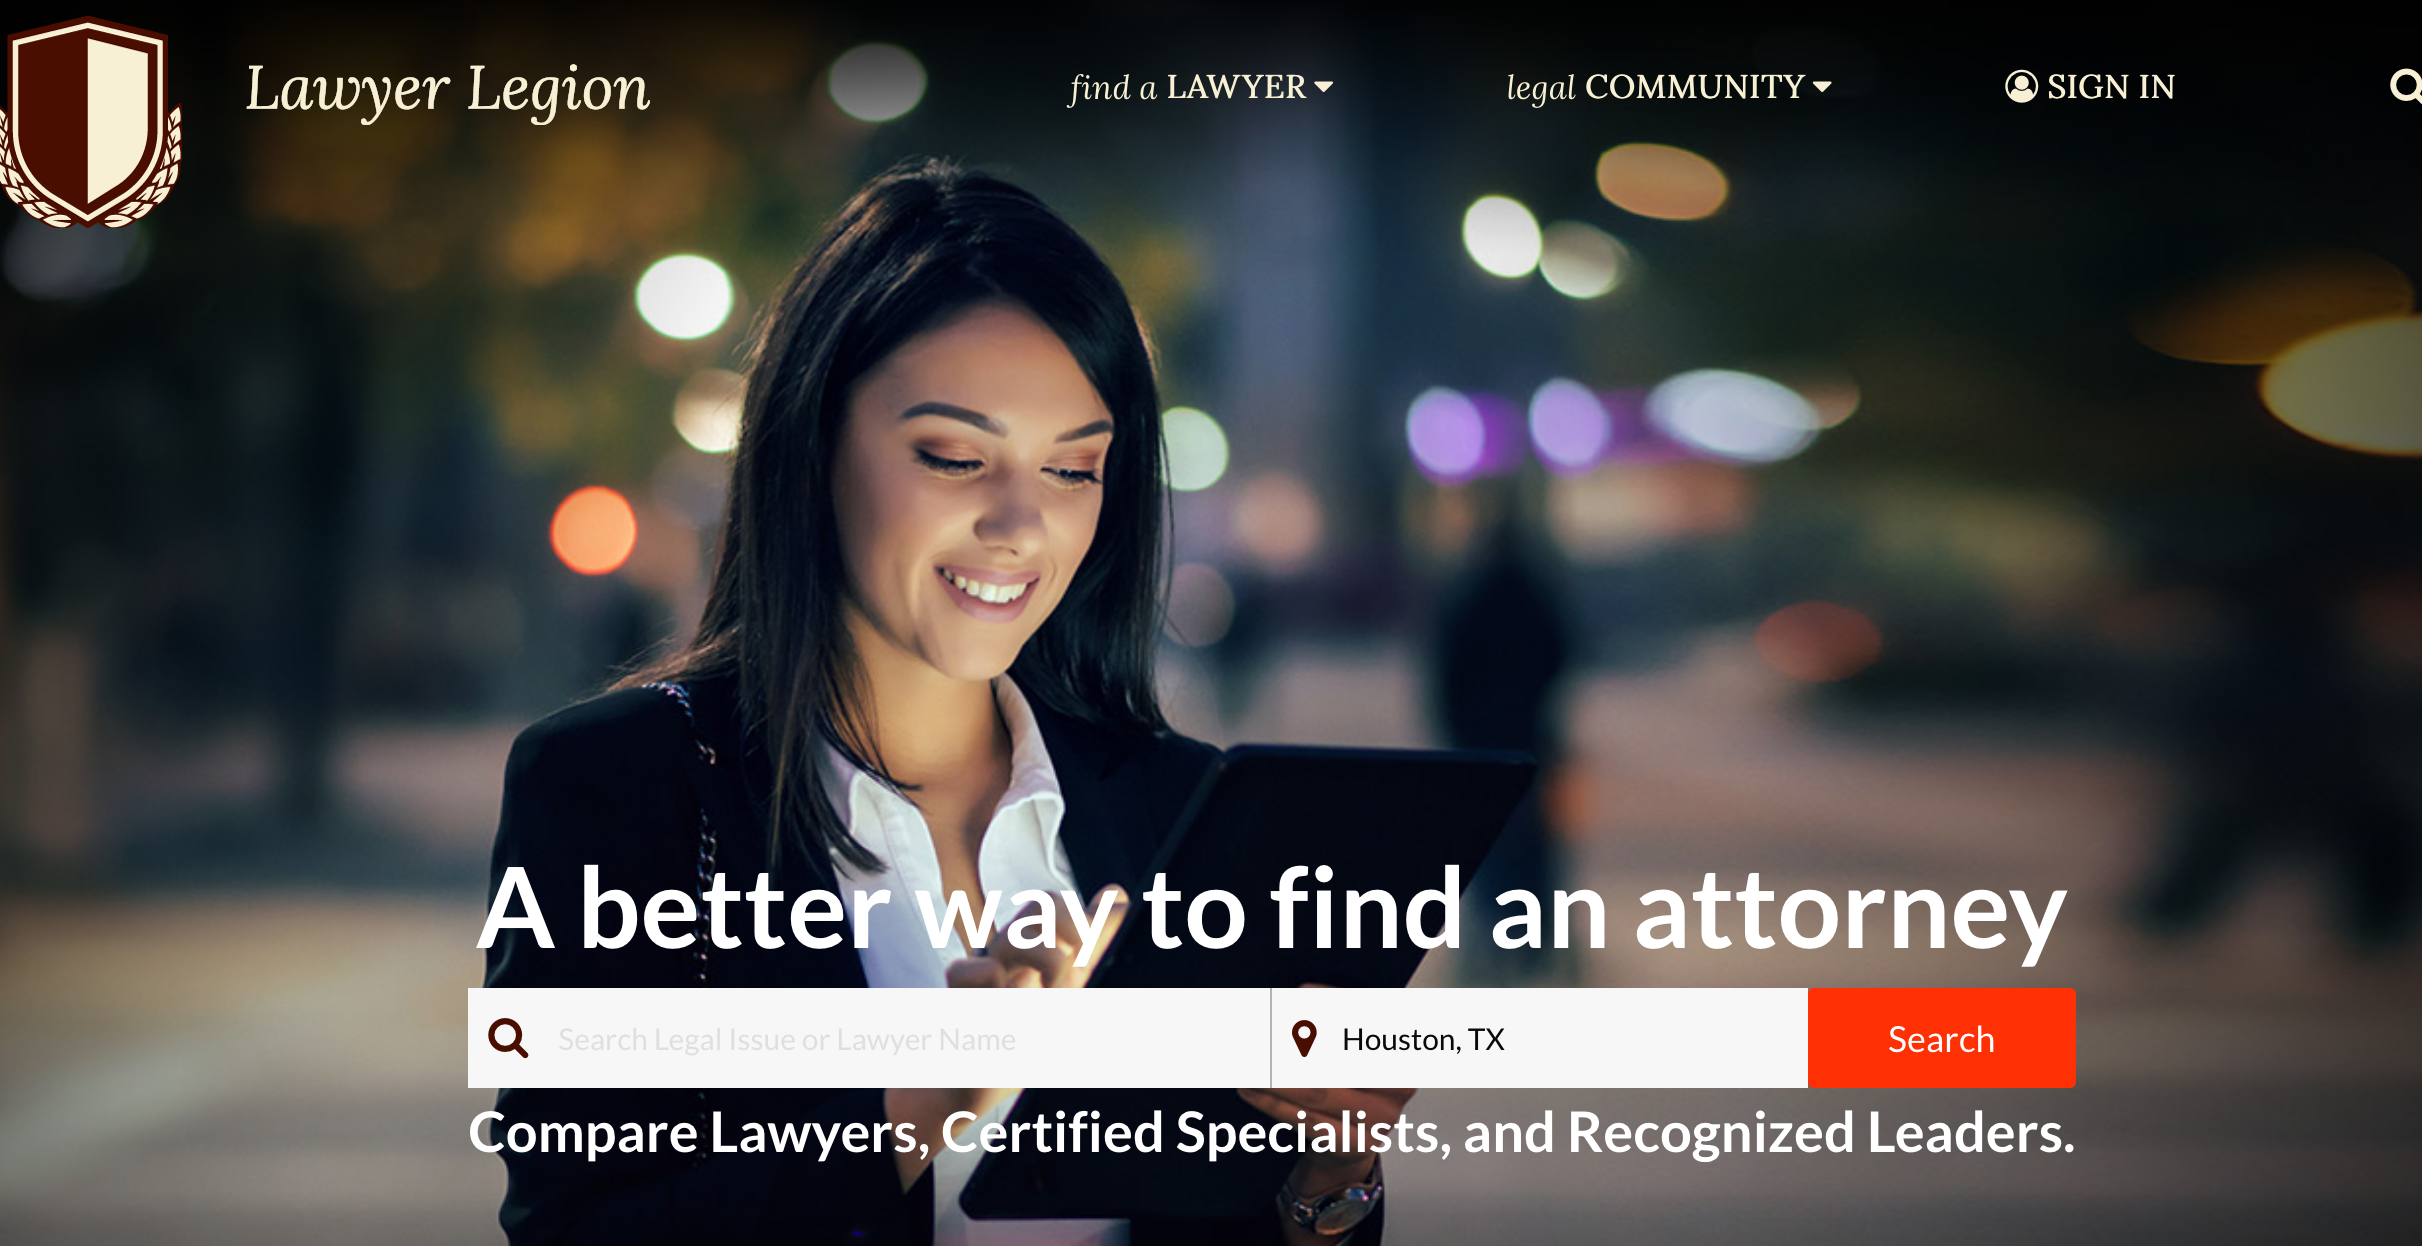 Lawyer Legion
find a LAWYER
legal COMMUNITY
SIGN IN
A better way to find an attorney
Search Legal Issue or Lawyer Name
Houston, TX
Search
Compare Lawyers, Certified Specialists, and Recognized Leaders.